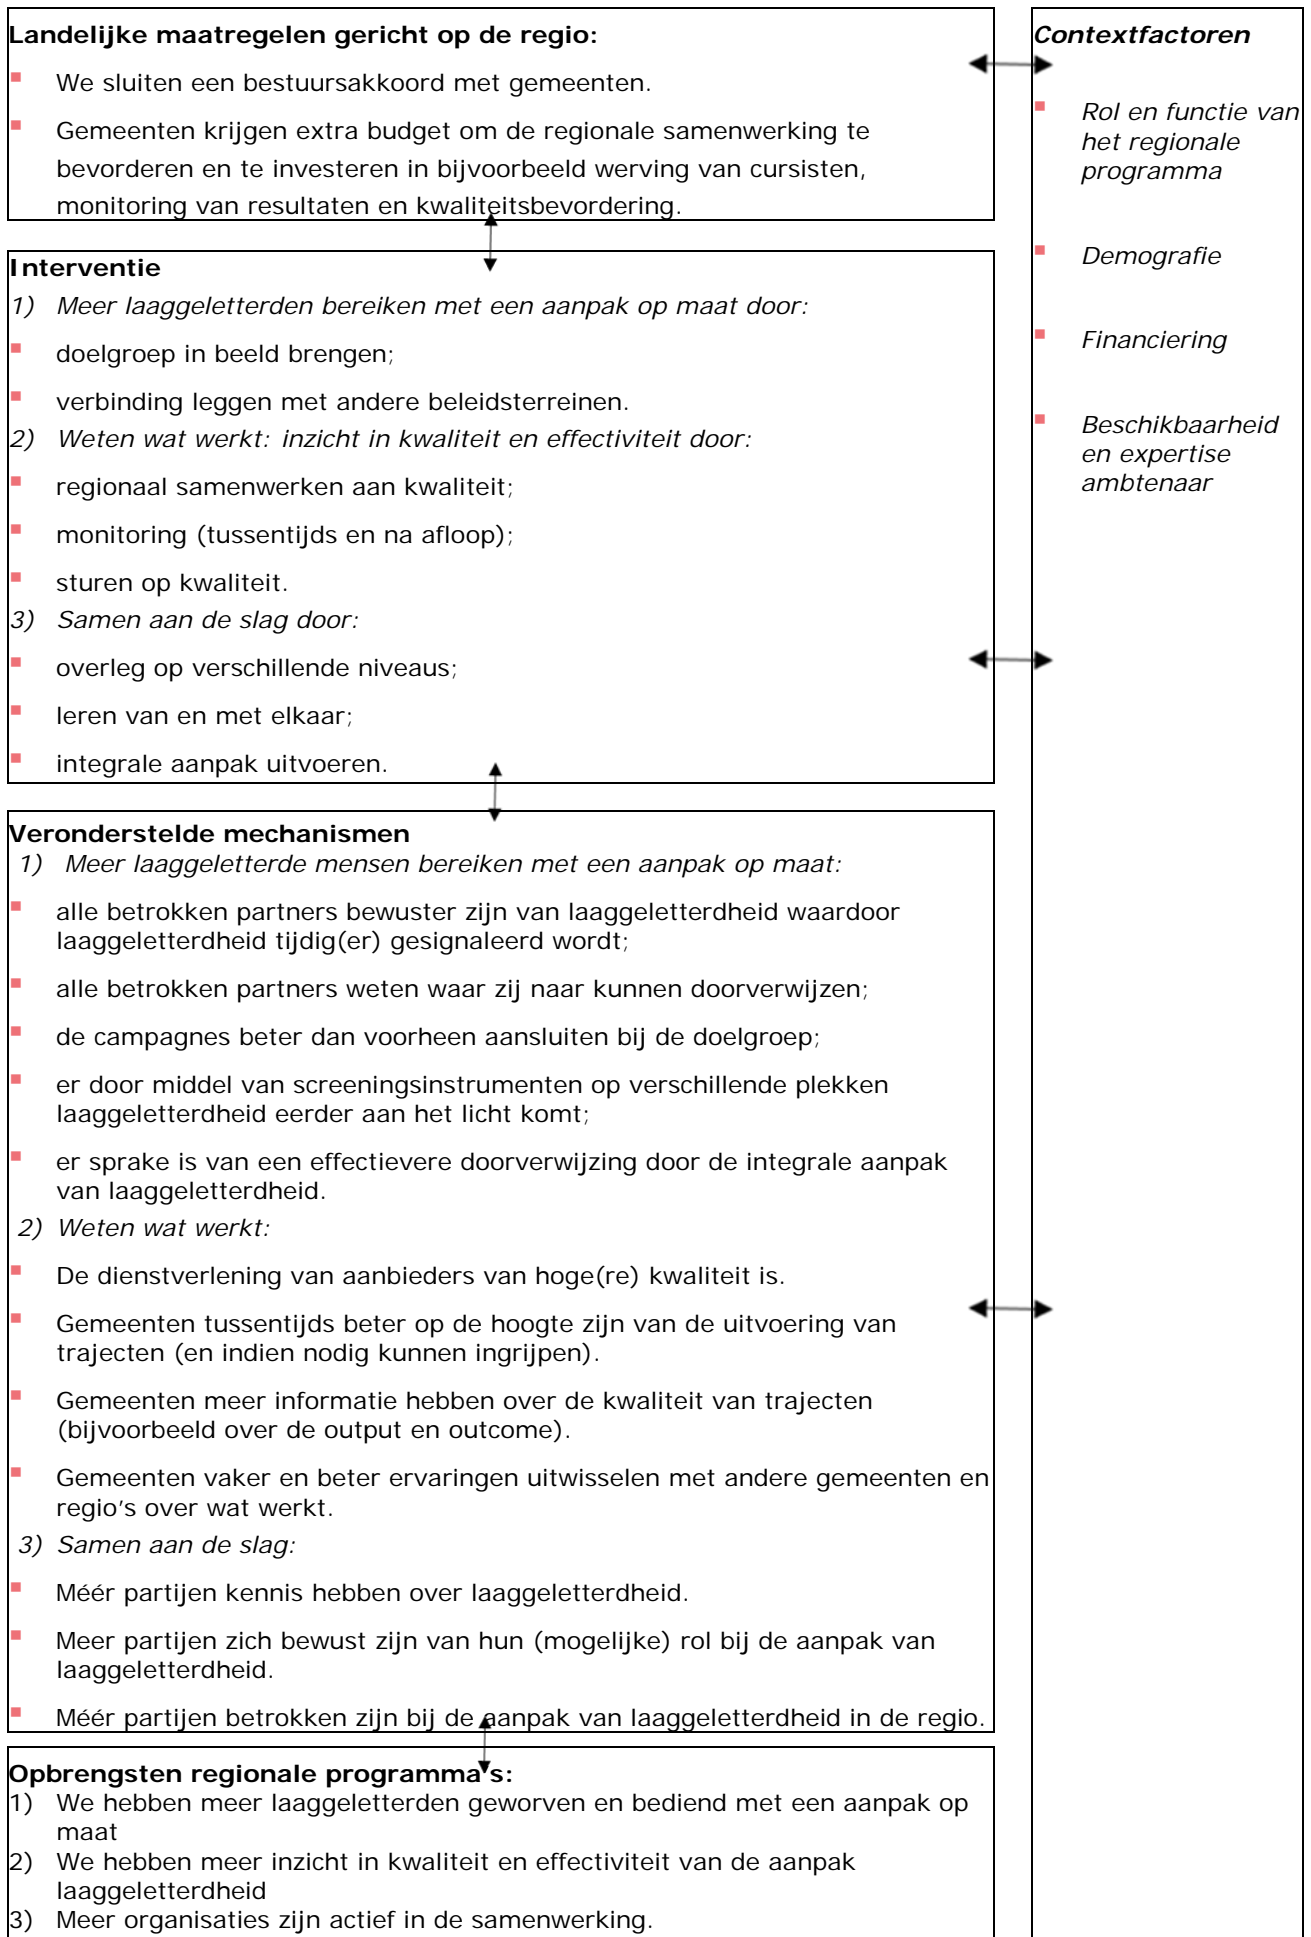 Landelijke maatregelen gericht op de regio:
We sluiten een bestuursakkoord met gemeenten.
Gemeenten krijgen extra budget om de regionale samenwerking te
bevorderen en te investeren in bijvoorbeeld werving van cursisten,
monitoring van resultaten en kwaliteitsbevordering.
Interventie
1) Meer laaggeletterden bereiken met een aanpak op maat door:
doelgroep in beeld brengen;
verbinding leggen met andere beleidsterreinen.
2) Weten wat werkt: inzicht in kwaliteit en effectiviteit door:
regionaal samenwerken aan kwaliteit;
monitoring (tussentijds en na afloop);
sturen op kwaliteit.
3) Samen aan de slag door:
overleg op verschillende niveaus;
leren van en met elkaar;
integrale aanpak uitvoeren.
Veronderstelde mechanismen
1) Meer laaggeletterde mensen bereiken met een aanpak op maat:
alle betrokken partners bewuster zijn van laaggeletterdheid waardoor
laaggeletterdheid tijdig(er) gesignaleerd wordt;
alle betrokken partners weten waar zij naar kunnen doorverwijzen;
de campagnes beter dan voorheen aansluiten bij de doelgroep;
er door middel van screeningsinstrumenten op verschillende plekken
laaggeletterdheid eerder aan het licht komt;
er sprake is van een effectievere doorverwijzing door de integrale aanpak
van laaggeletterdheid.
2) Weten wat werkt:
De dienstverlening van aanbieders van hoge(re) kwaliteit is.
Gemeenten tussentijds beter op de hoogte zijn van de uitvoering van
trajecten (en indien nodig kunnen ingrijpen).
Gemeenten meer informatie hebben over de kwaliteit van trajecten
(bijvoorbeeld over de output en outcome).
Gemeenten vaker en beter ervaringen uitwisselen met andere gemeenten en
regio's over wat werkt.
3) Samen aan de slag:
Méér partijen kennis hebben over laaggeletterdheid.
Meer partijen zich bewust zijn van hun (mogelijke) rol bij de aanpak van
laaggeletterdheid.
Méér partijen betrokken zijn bij de aanpak van laaggeletterdheid in de regio.
Opbrengsten regionale programma's:
1) We hebben meer laaggeletterden geworven en bediend met een aanpak op
maat
2) We hebben meer inzicht in kwaliteit en effectiviteit van de aanpak
laaggeletterdheid
3) Meer organisaties zijn actief in de samenwerking.
Contextfactoren
Rol en functie van
het regionale
programma
Demografie
Financiering
Beschikbaarheid
en expertise
ambtenaar